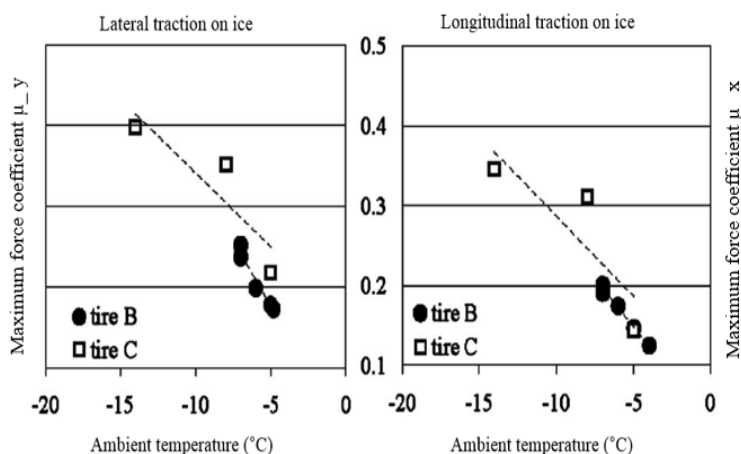 Lateral traction on ice
Longitudinal traction on ice
Maximum force coefficient μ_ y
0.5
0.4
0.3
0.2
0.1
Maximum force coefficient μ x
tire B
tire C
tire B
tire C
-20 -15 -10 -5 0
-20 -15 -10 -5 0
Ambient temperature (°C)
Ambient temperature (°C)